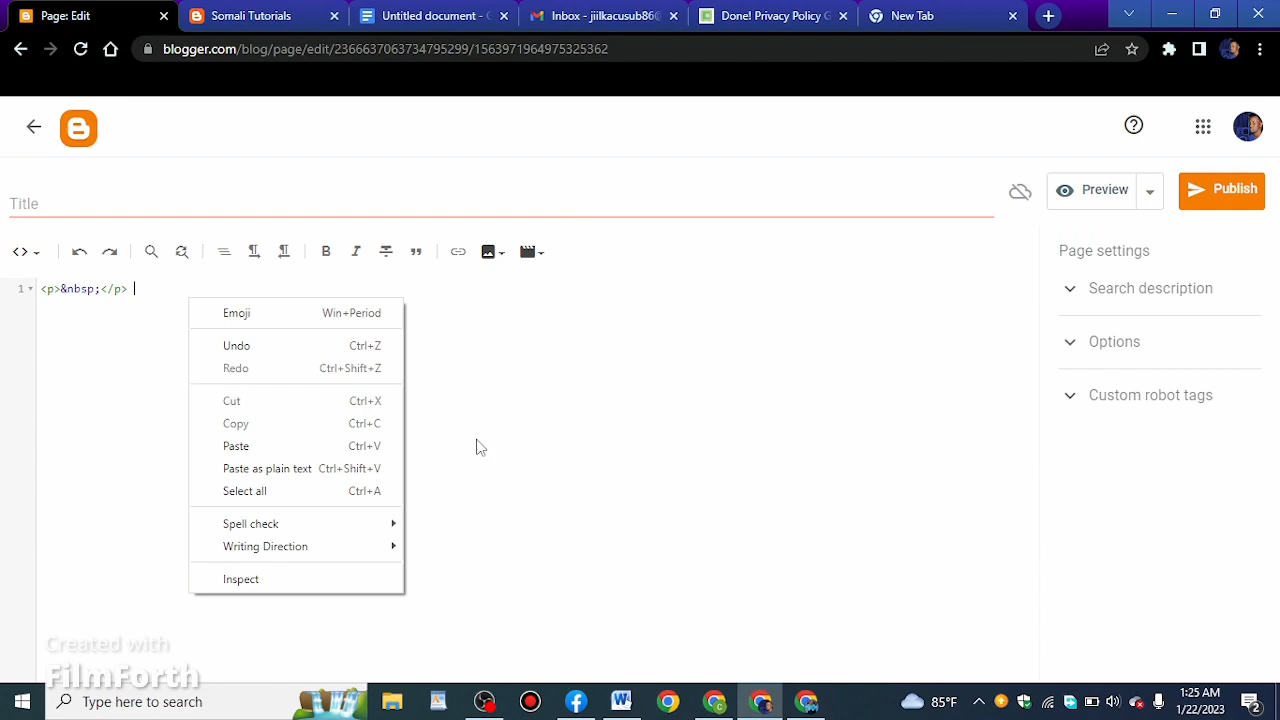 Page: Edit
Somali Tutorials
Untitled document - G
Inbox - jiilkacusub86@
Done! Privacy Policy G
New Tab
blogger.com/blog/page/edit/2366637063734795299/1563971964975325362
Title
Preview
Publish
Page settings
1 <p>&nbsp;</p>
Search description
Emoji Win+Period
Undo Ctrl+Z
Options
Redo Ctrl+Shift+Z
Cut Ctrl+X
Custom robot tags
Copy Ctrl+C
Paste Ctrl+V
Paste as plain text Ctrl+Shift+V
Select all Ctrl+A
Spell check
Writing Direction
Inspect
Created with
FilmForth
Type here to search
85°F
1:25 AM
1/22/2023
2